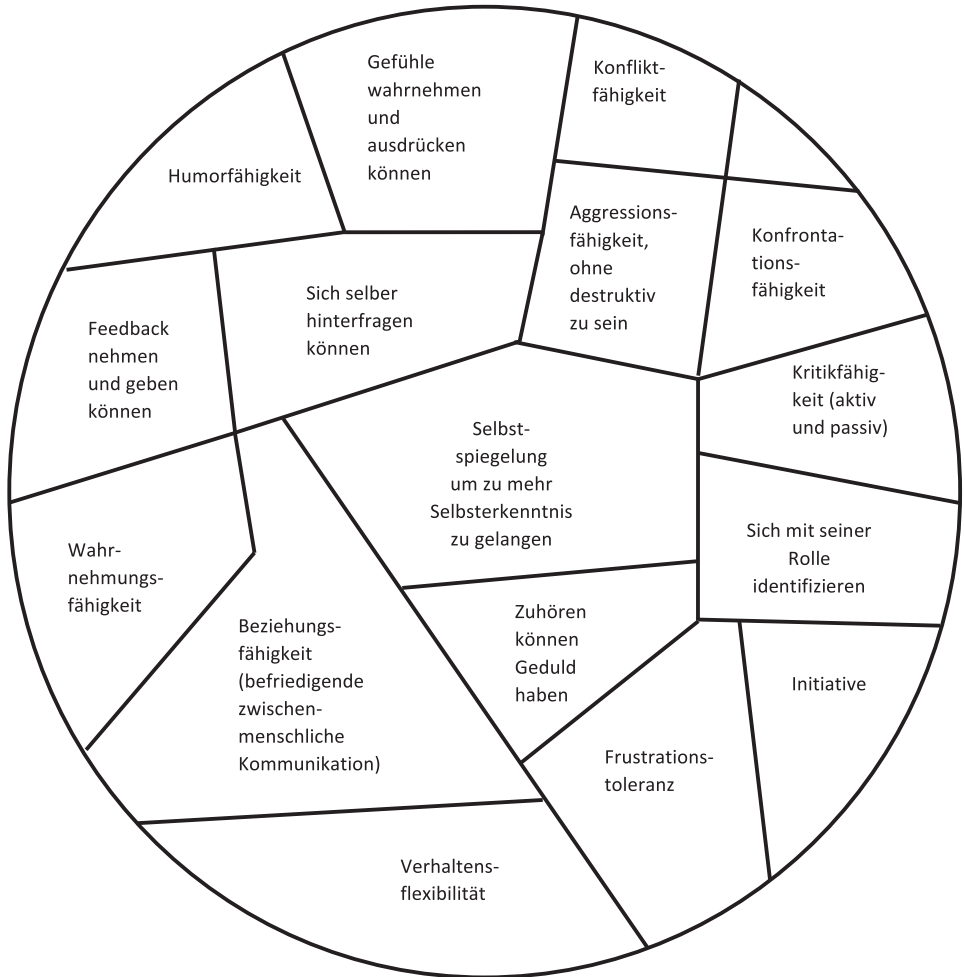 Gefühle
wahrnehmen
und
ausdrücken
können
Konflikt-
fähigkeit
Humorfähigkeit
Aggressions-
fähigkeit,
ohne
destruktiv
zu sein
Konfronta-
tions-
fähigkeit
Sich selber
hinterfragen
können
Feedback
nehmen
und geben
können
Kritikfähig-
keit (aktiv
und passiv)
Selbst-
spiegelung
um zu mehr
Selbsterkenntnis
zu gelangen
Sich mit seiner
Rolle
identifizieren
Wahr-
nehmungs-
fähigkeit
Zuhören
können
Geduld
haben
Beziehungs-
fähigkeit
(befriedigende
zwischen-
menschliche
Kommunikation)
Initiative
Frustrations-
toleranz
Verhaltens-
flexibilität